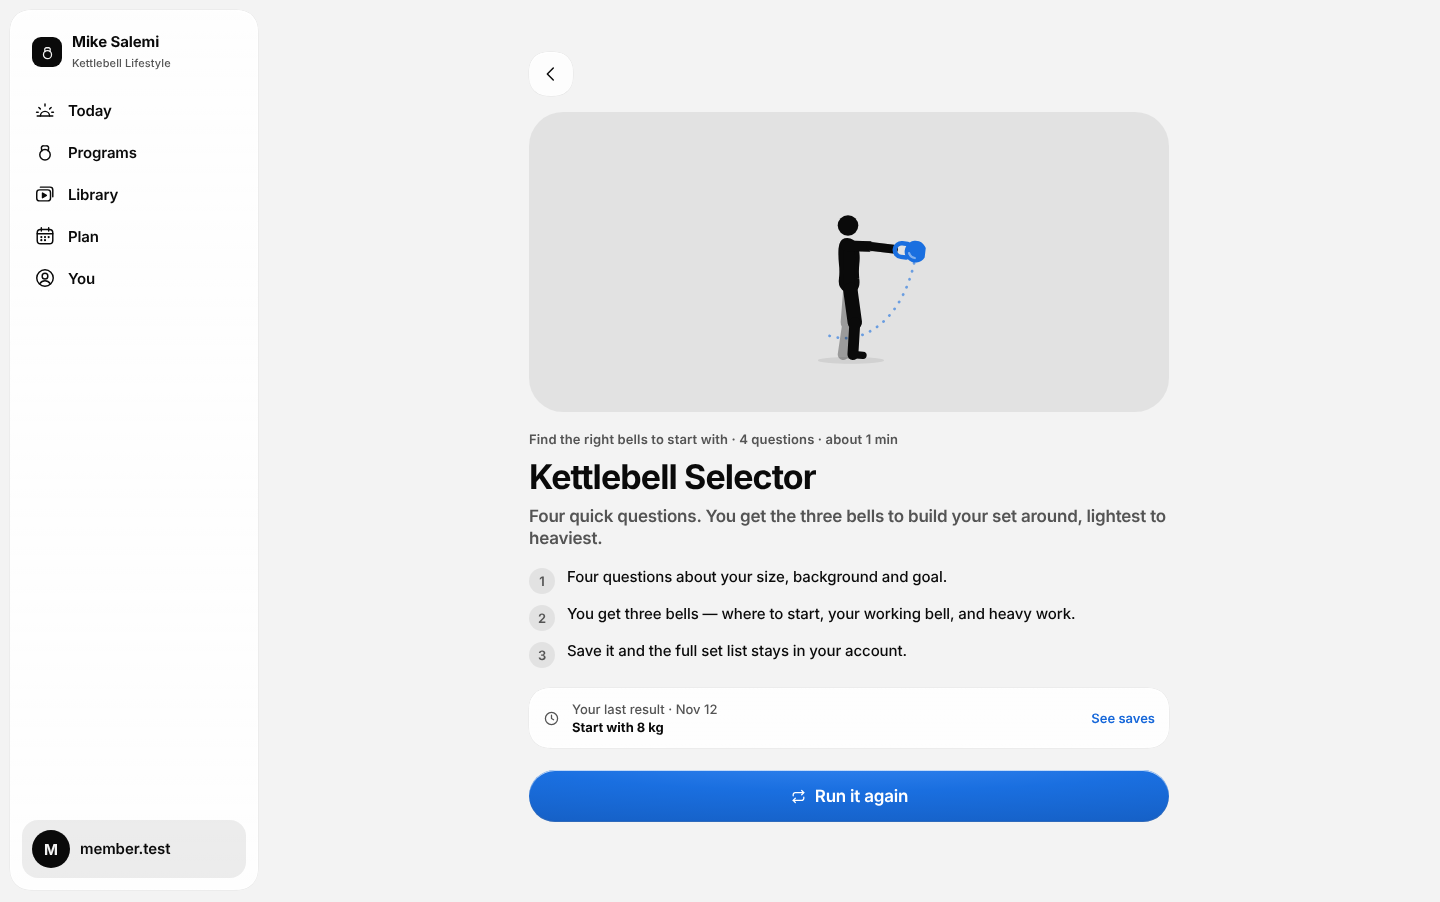 Mike Salemi
Kettlebell Lifestyle
Today
Programs
Library
Plan
You
M
member.test
Find the right bells to start with · 4 questions · about 1 min
Kettlebell Selector
Four quick questions. You get the three bells to build your set around, lightest to
heaviest.
1 Four questions about your size, background and goal.
2 You get three bells — where to start, your working bell, and heavy work.
3 Save it and the full set list stays in your account.
Your last result · Nov 12
Start with 8 kg
See saves
Run it again